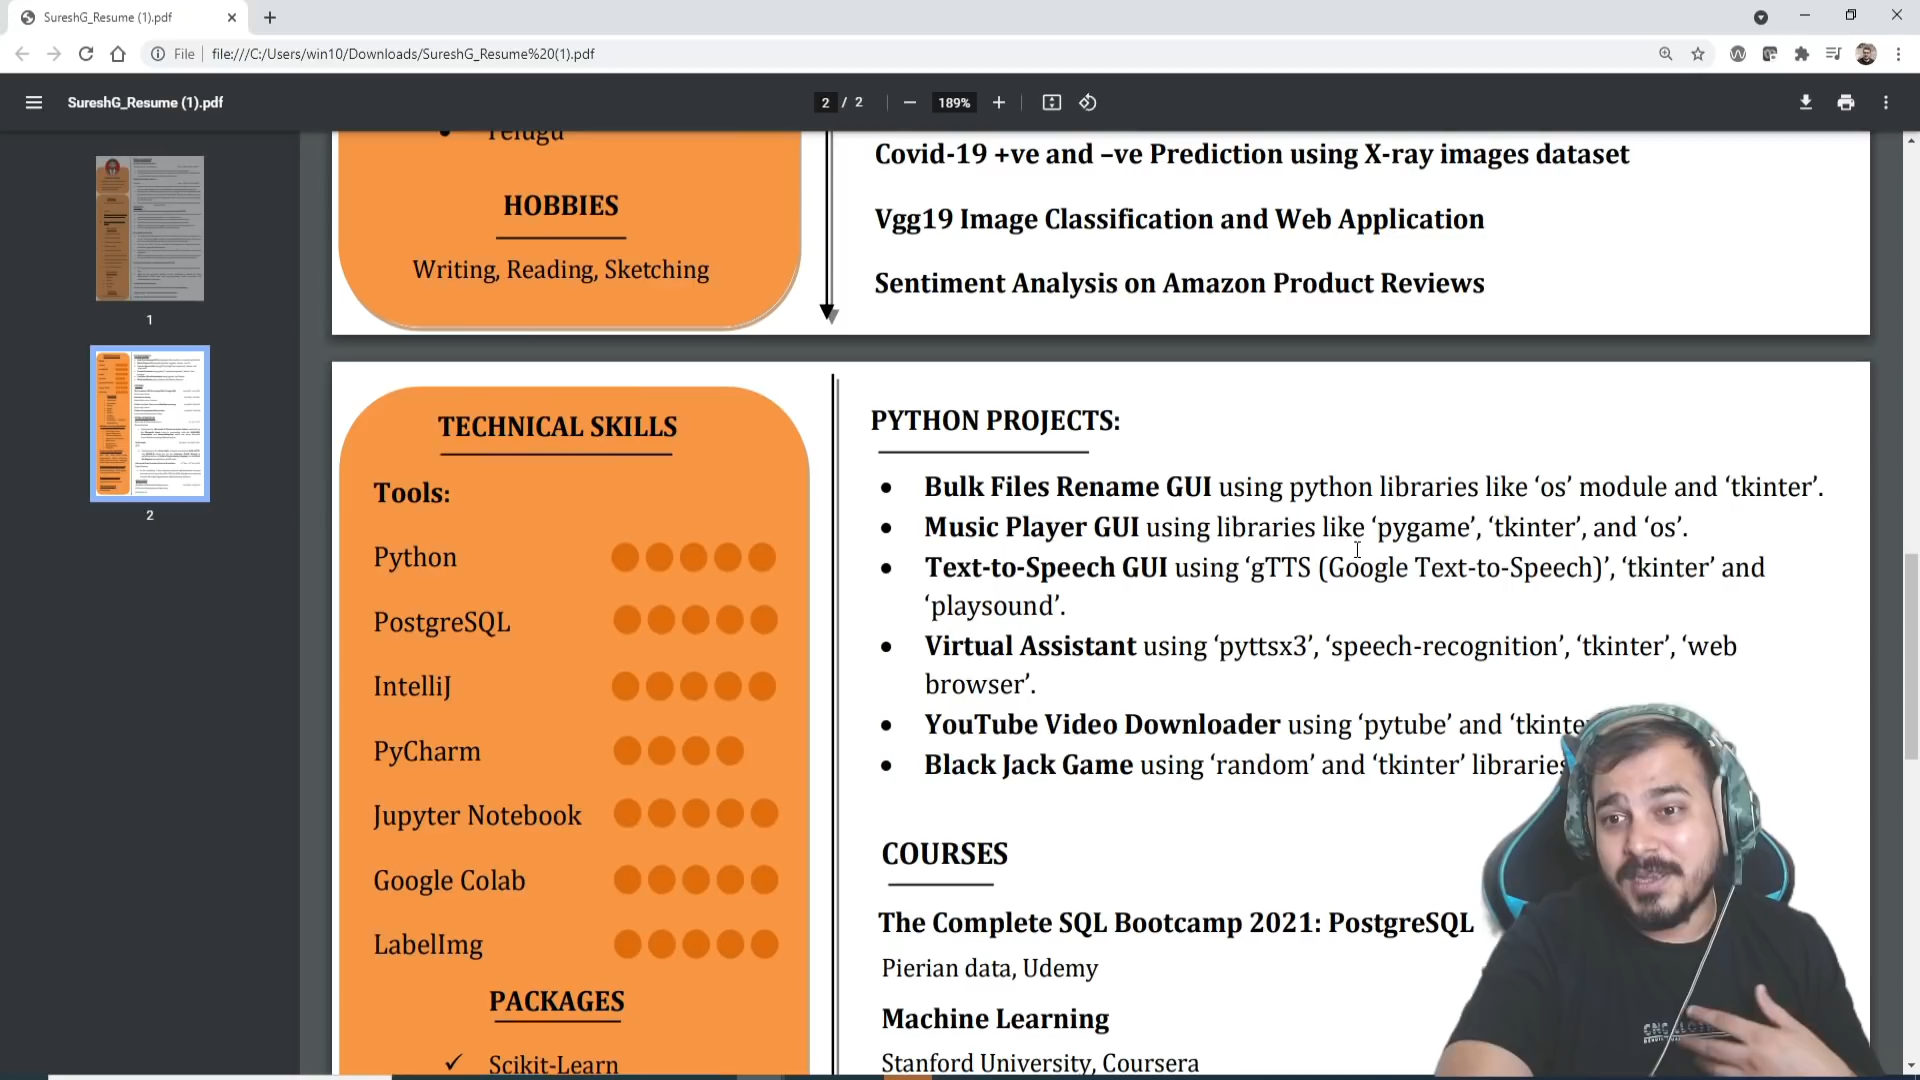 SureshG_Resume (1).pdf
File
file:///C:/Users/win10/Downloads/SureshG_Resume%20(1).pdf
SureshG_Resume (1).pdf
2 / 2
189%
1
2
Telugu
HOBBIES
Writing, Reading, Sketching
Covid-19 +ve and –ve Prediction using X-ray images dataset
Vgg19 Image Classification and Web Application
Sentiment Analysis on Amazon Product Reviews
TECHNICAL SKILLS
Tools:
Python
PostgreSQL
IntelliJ
PyCharm
Jupyter Notebook
Google Colab
LabelImg
PACKAGES
✓ Scikit-Learn
PYTHON PROJECTS:
• Bulk Files Rename GUI using python libraries like ‘os’ module and ‘tkinter’.
• Music Player GUI using libraries like ‘pygame’, ‘tkinter’, and ‘os’.
• Text-to-Speech GUI using ‘gTTS (Google Text-to-Speech)’, ‘tkinter’ and
‘playsound’.
• Virtual Assistant using ‘pyttsx3’, ‘speech-recognition’, ‘tkinter’, ‘web
browser’.
• YouTube Video Downloader using ‘pytube’ and ‘tkinte
• Black Jack Game using ‘random’ and ‘tkinter’ libraries
COURSES
The Complete SQL Bootcamp 2021: PostgreSQL
Pierian data, Udemy
Machine Learning
Stanford University, Coursera